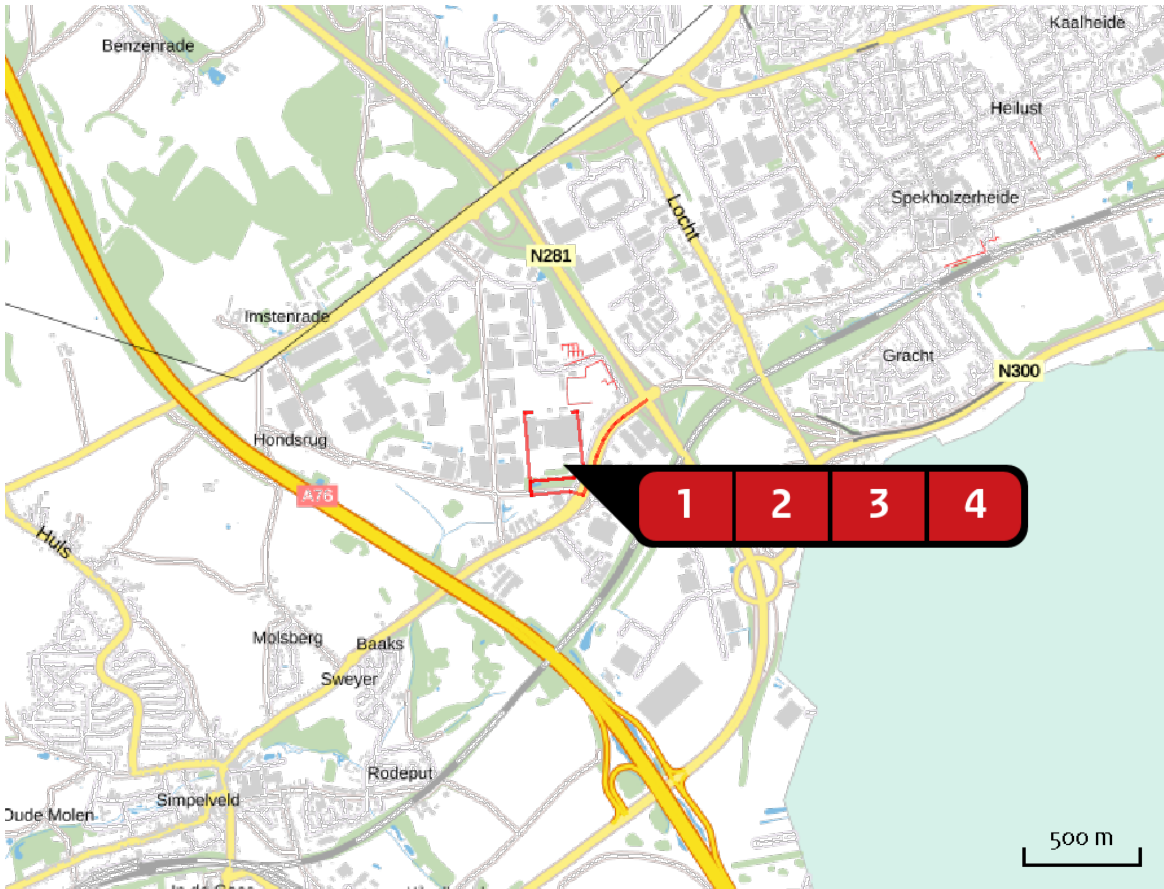 Kaalheide
Benzenrade
Heilust
Spekholzerheide
Locht
N281
Imstenrade
Gracht
N300
Hondsrug
A76
1 2 3 4
Huls
Molsberg
Baaks
Sweyer
Rodeput
Simpelveld
Oude Molen
500 m